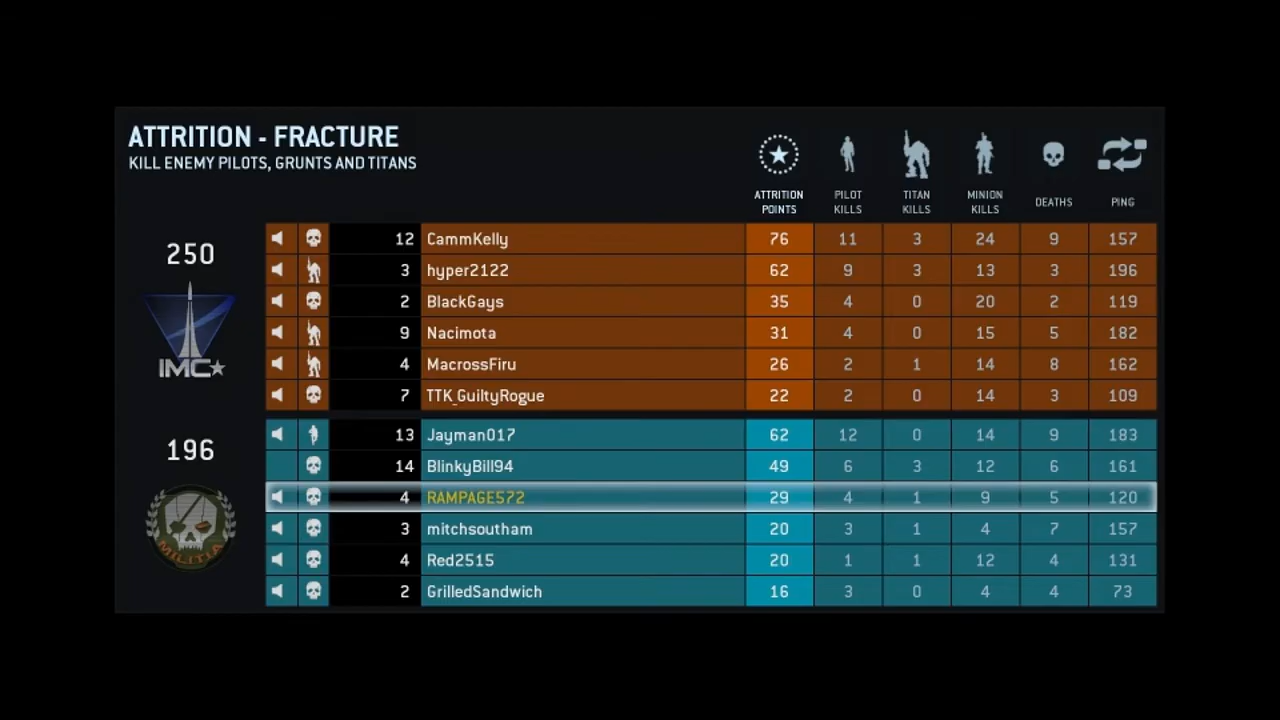 ATTRITION - FRACTURE
KILL ENEMY PILOTS, GRUNTS AND TITANS
ATTRITION POINTS PILOT KILLS TITAN KILLS MINION KILLS DEATHS PING
250
IMC
12 CammKelly 76 11 3 24 9 157
3 hyper2122 62 9 3 13 3 196
2 BlackGays 35 4 0 20 2 119
9 Nacimota 31 4 0 15 5 182
4 MacrossFiru 26 2 1 14 8 162
7 TTK_GuiltyRogue 22 2 0 14 3 109
196
MILITIA
13 Jayman017 62 12 0 14 9 183
14 BlinkyBill94 49 6 3 12 6 161
4 RAMPAGE572 29 4 1 9 5 120
3 mitchsoutham 20 3 1 4 7 157
4 Red2515 20 1 1 12 4 131
2 GrilledSandwich 16 3 0 4 4 73